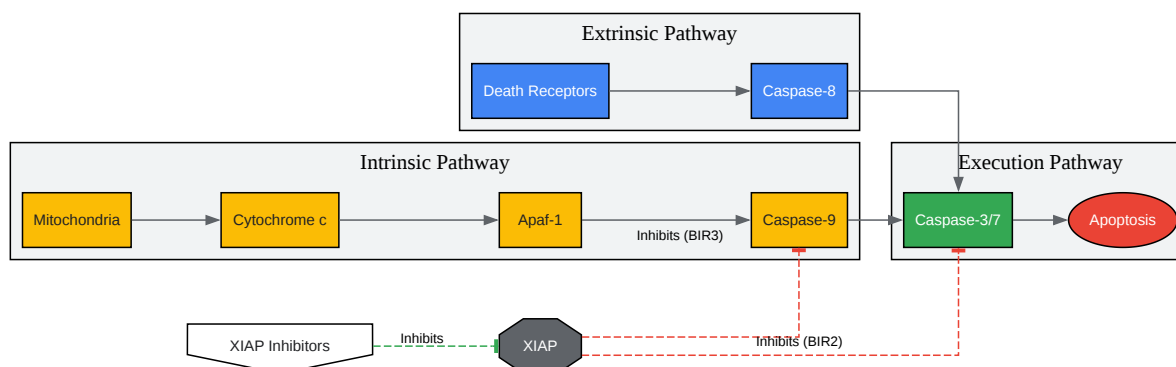 Extrinsic Pathway
Death Receptors
Caspase-8
Intrinsic Pathway
Execution Pathway
Mitochondria
Cytochrome c
Apaf-1
Caspase-9
Caspase-3/7
Apoptosis
Inhibits (BIR3)
XIAP Inhibitors
Inhibits
XIAP
Inhibits (BIR2)